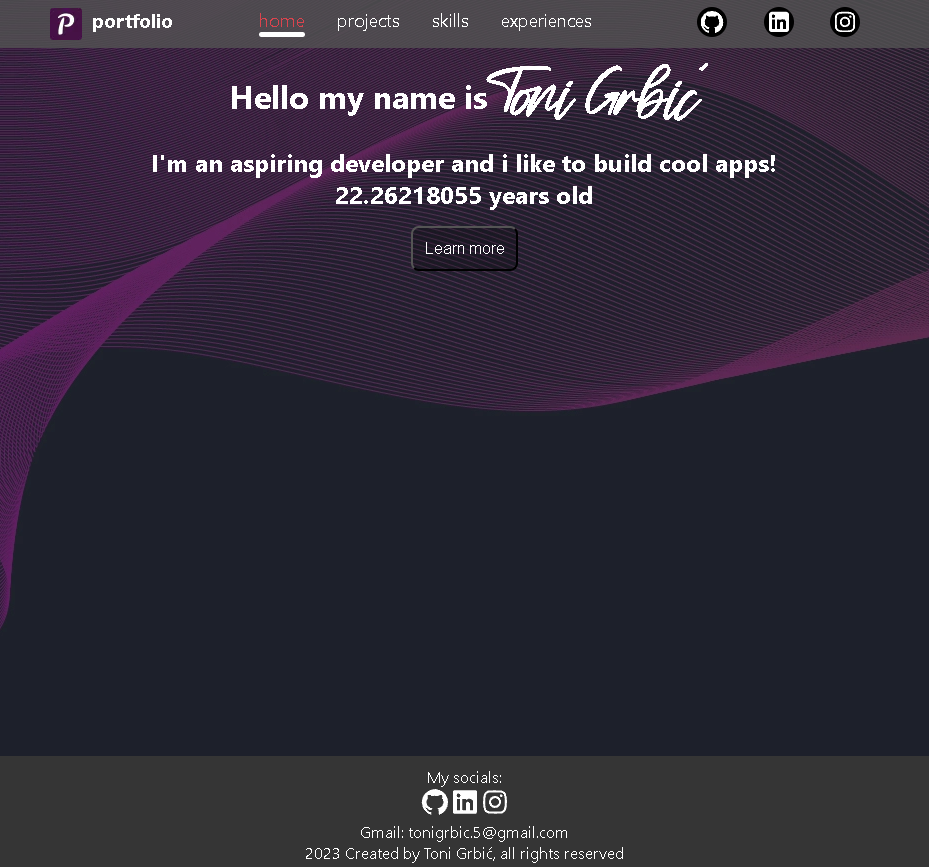 P portfolio home projects skills experiences
Hello my name is Toni Grbić
I'm an aspiring developer and i like to build cool apps!
22.26218055 years old
Learn more
My socials:
Gmail: tonigrbic.5@gmail.com
2023 Created by Toni Grbić, all rights reserved